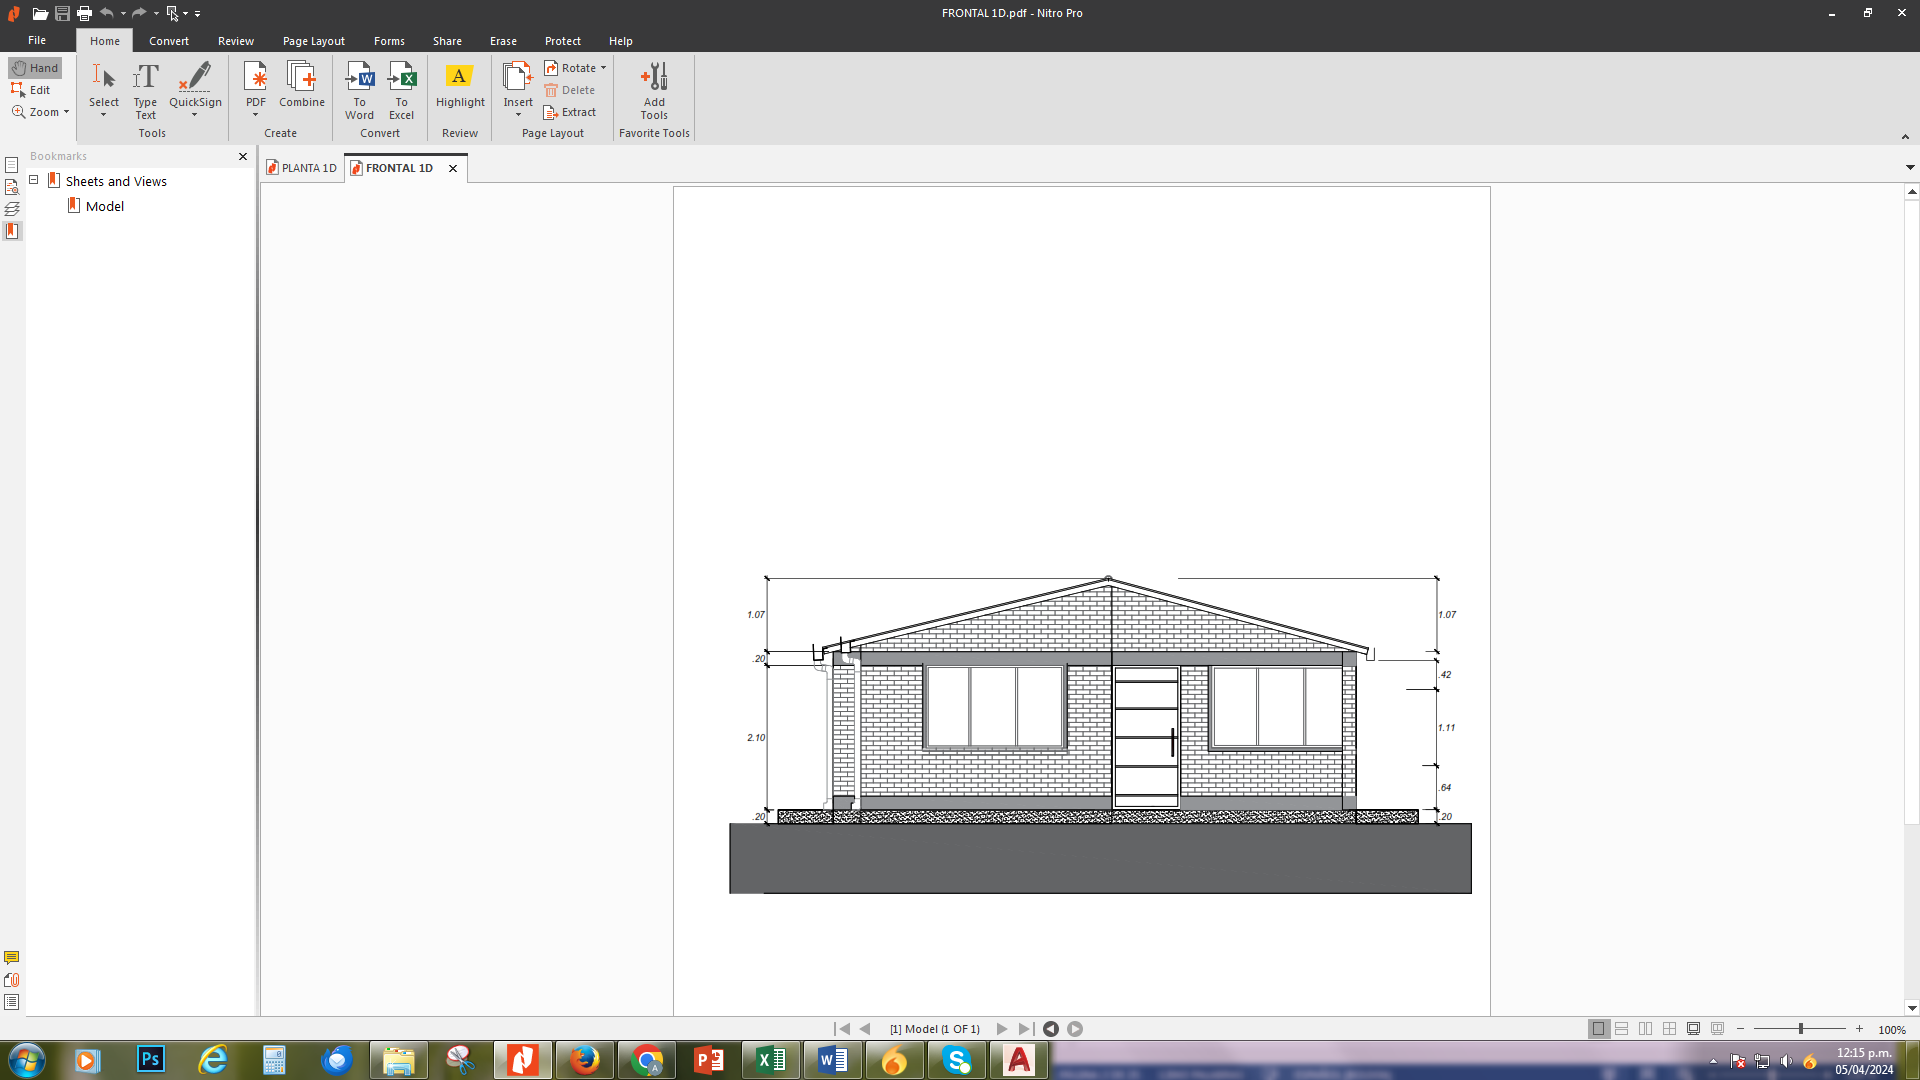 FRONTAL 1D.pdf - Nitro Pro
File Home Convert Review Page Layout Forms Share Erase Protect Help
Hand
Edit
Zoom
Select
Type Text
QuickSign
Tools
PDF
Combine
Create
To Word
To Excel
Convert
Highlight
Review
Insert
Rotate
Delete
Extract
Page Layout
Add Tools
Favorite Tools
Bookmarks
Sheets and Views
Model
PLANTA 1D
FRONTAL 1D
1.07
.20
2.10
.20
1.07
.42
1.11
.64
.20
[1] Model (1 OF 1)
100%
12:15 p.m.
05/04/2024